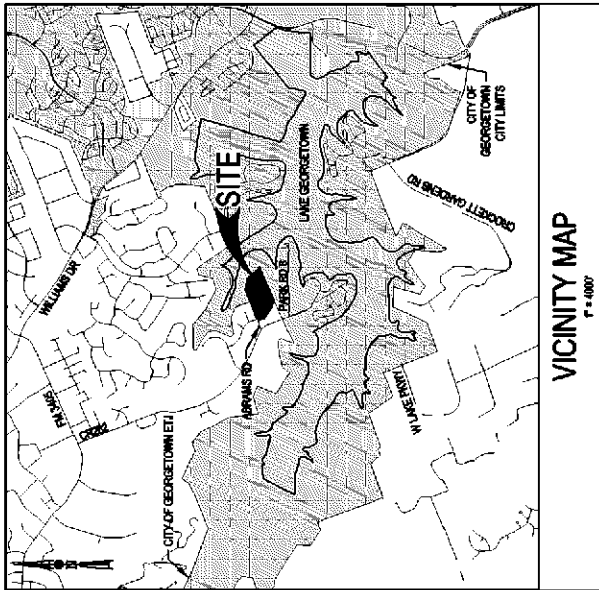 CITY OF GEORGETOWN ETJ
FM 3405
WILLIAMS DR
ABRAMS RD
SITE
PARK RD B
LAKE GEORGETOWN
W LAKE PKWY
CROCKETT GARDENS RD
CITY OF
GEORGETOWN
CITY LIMITS
VICINITY MAP
1" = 4000'